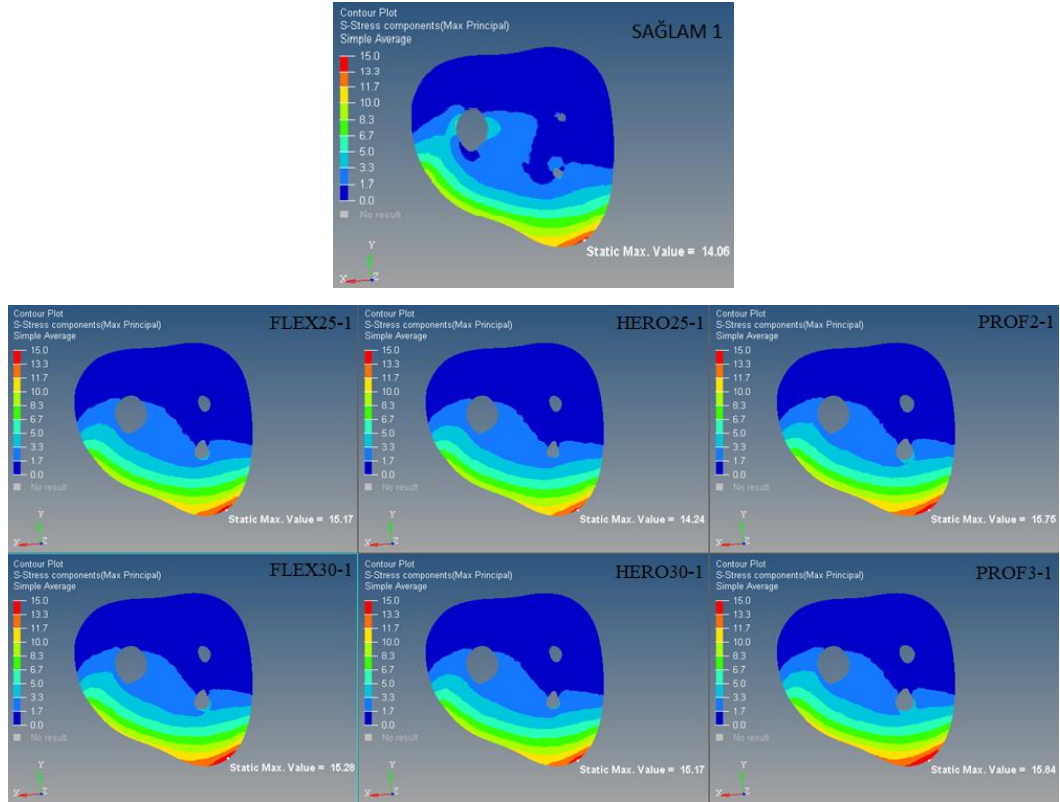 Contour Plot
S-Stress components(Max Principal)
Simple Average
SAĞLAM 1
15.0
13.3
11.7
10.0
8.3
6.7
5.0
3.3
1.7
0.0
No result
Y
X
Z
Static Max. Value = 14.06
Contour Plot
S-Stress components(Max Principal)
Simple Average
FLEX25-1
15.0
13.3
11.7
10.0
8.3
6.7
5.0
3.3
1.7
0.0
No result
Y
X
Z
Static Max. Value = 15.17
Contour Plot
S-Stress components(Max Principal)
Simple Average
HERO25-1
15.0
13.3
11.7
10.0
8.3
6.7
5.0
3.3
1.7
0.0
No result
Y
X
Z
Static Max. Value = 14.24
Contour Plot
S-Stress components(Max Principal)
Simple Average
PROF2-1
15.0
13.3
11.7
10.0
8.3
6.7
5.0
3.3
1.7
0.0
No result
Y
X
Z
Static Max. Value = 15.75
Contour Plot
S-Stress components(Max Principal)
Simple Average
FLEX30-1
15.0
13.3
11.7
10.0
8.3
6.7
5.0
3.3
1.7
0.0
No result
Y
X
Z
Static Max. Value = 15.28
Contour Plot
S-Stress components(Max Principal)
Simple Average
HERO30-1
15.0
13.3
11.7
10.0
8.3
6.7
5.0
3.3
1.7
0.0
No result
Y
X
Z
Static Max. Value = 15.17
Contour Plot
S-Stress components(Max Principal)
Simple Average
PROF3-1
15.0
13.3
11.7
10.0
8.3
6.7
5.0
3.3
1.7
0.0
No result
Y
X
Z
Static Max. Value = 15.84